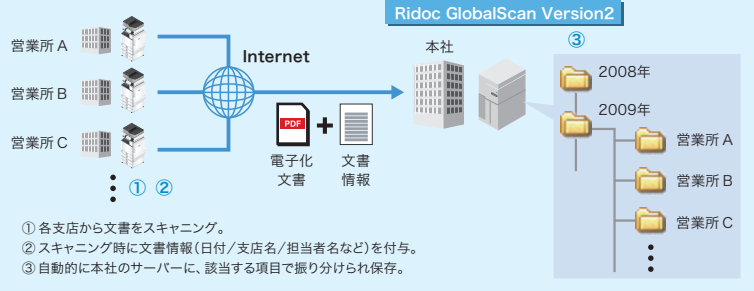 Ridoc GlobalScan Version2
営業所A
営業所B
営業所C
① ②
Internet
PDF
電子化
文書
文書
情報
本社
③
2008年
2009年
営業所A
営業所B
営業所C
①各支店から文書をスキャニング。
②スキャニング時に文書情報(日付/支店名/担当者名など)を付与。
③自動的に本社のサーバーに、該当する項目で振り分けられ保存。